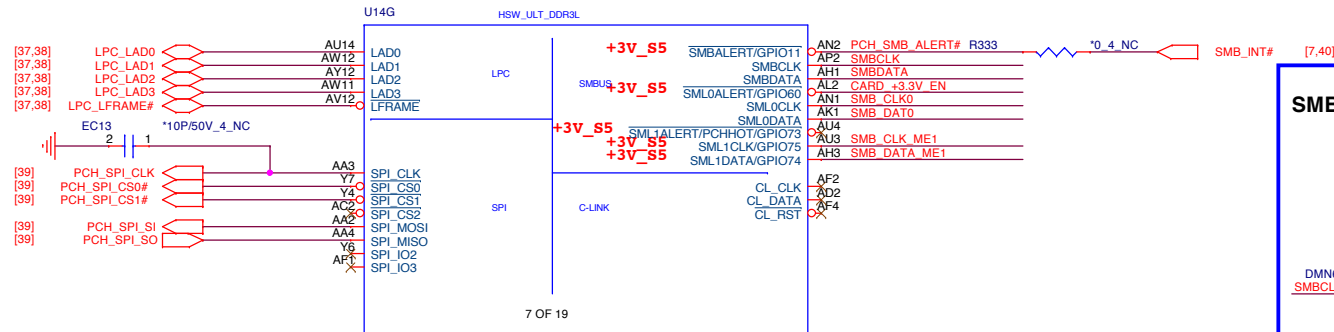 U14G HSW_ULT_DDR3L
[37,38] LPC_LAD0 AU14 LAD0 +3V_S5 SMBALERT/GPIO11 AN2 PCH_SMB_ALERT# R333 *0_4_NC SMB_INT# [7,40]
[37,38] LPC_LAD1 AW12 LAD1 SMBCLK AP2 SMBCLK
[37,38] LPC_LAD2 AY12 LAD2 LPC SMBUS SMBDATA AH1 SMBDATA
[37,38] LPC_LAD3 AW11 LAD3 +3V_S5 SML0ALERT/GPIO60 AL2 CARD_+3.3V_EN
[37,38] LPC_LFRAME# AV12 LFRAME SML0CLK AN1 SMB_CLK0
SML0DATA AK1 SMB_DAT0
EC13 *10P/50V_4_NC +3V_S5 SML1ALERT/PCHHOT/GPIO73 AU4
2 1 +3V_S5 SML1CLK/GPIO75 AU3 SMB_CLK_ME1
+3V_S5 SML1DATA/GPIO74 AH3 SMB_DATA_ME1
[39] PCH_SPI_CLK AA3 SPI_CLK
[39] PCH_SPI_CS0# Y7 SPI_CS0 CL_CLK AF2
[39] PCH_SPI_CS1# Y4 SPI_CS1 CL_DATA AD2
AC2 SPI_CS2 SPI C-LINK CL_RST AF4
[39] PCH_SPI_SI AA2 SPI_MOSI
[39] PCH_SPI_SO AA4 SPI_MISO
Y6 SPI_IO2
AF1 SPI_IO3
7 OF 19
SMB
DMN
SMBCL